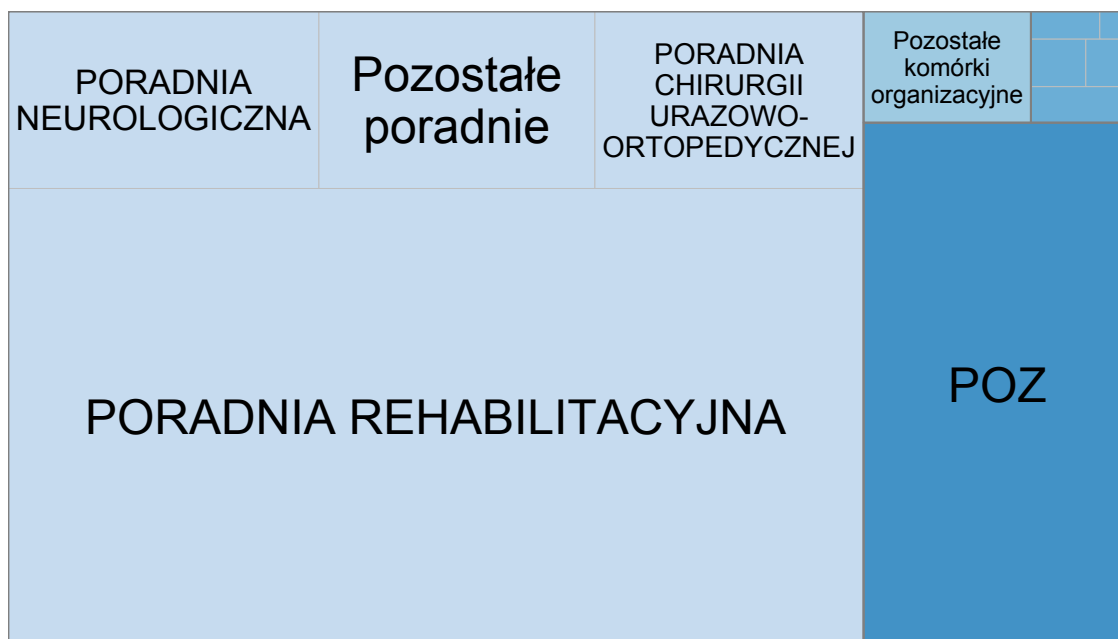 PORADNIA
NEUROLOGICZNA
Pozostałe
poradnie
PORADNIA
CHIRURGII
URAZOWO-
ORTOPEDYCZNEJ
Pozostałe
komórki
organizacyjne
PORADNIA REHABILITACYJNA
POZ